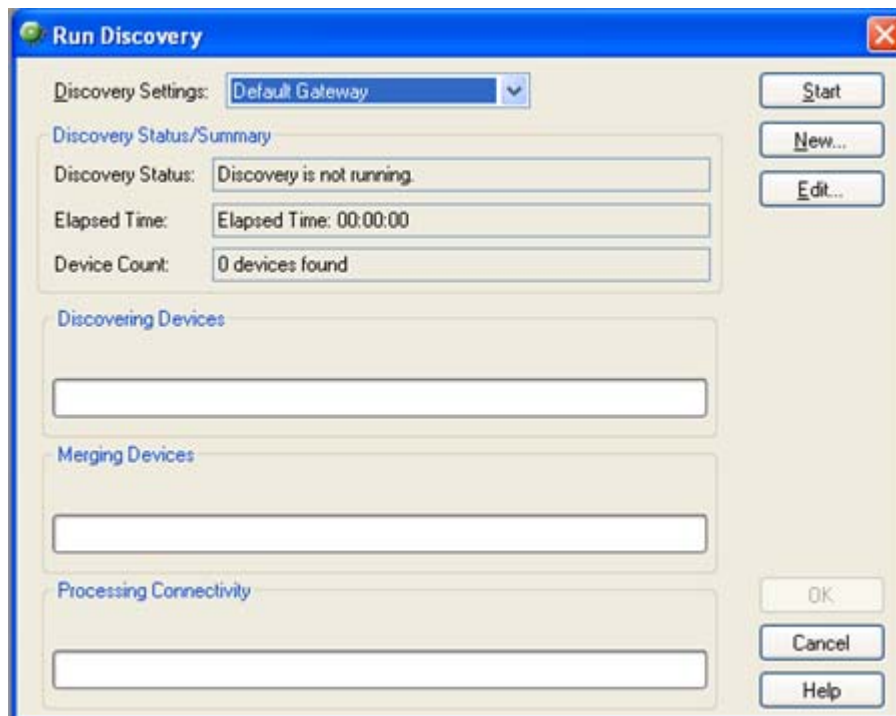 Run Discovery
Discovery Settings: Default Gateway
Start
Discovery Status/Summary
New...
Discovery Status: Discovery is not running.
Edit...
Elapsed Time: Elapsed Time: 00:00:00
Device Count: 0 devices found
Discovering Devices
Merging Devices
Processing Connectivity
OK
Cancel
Help